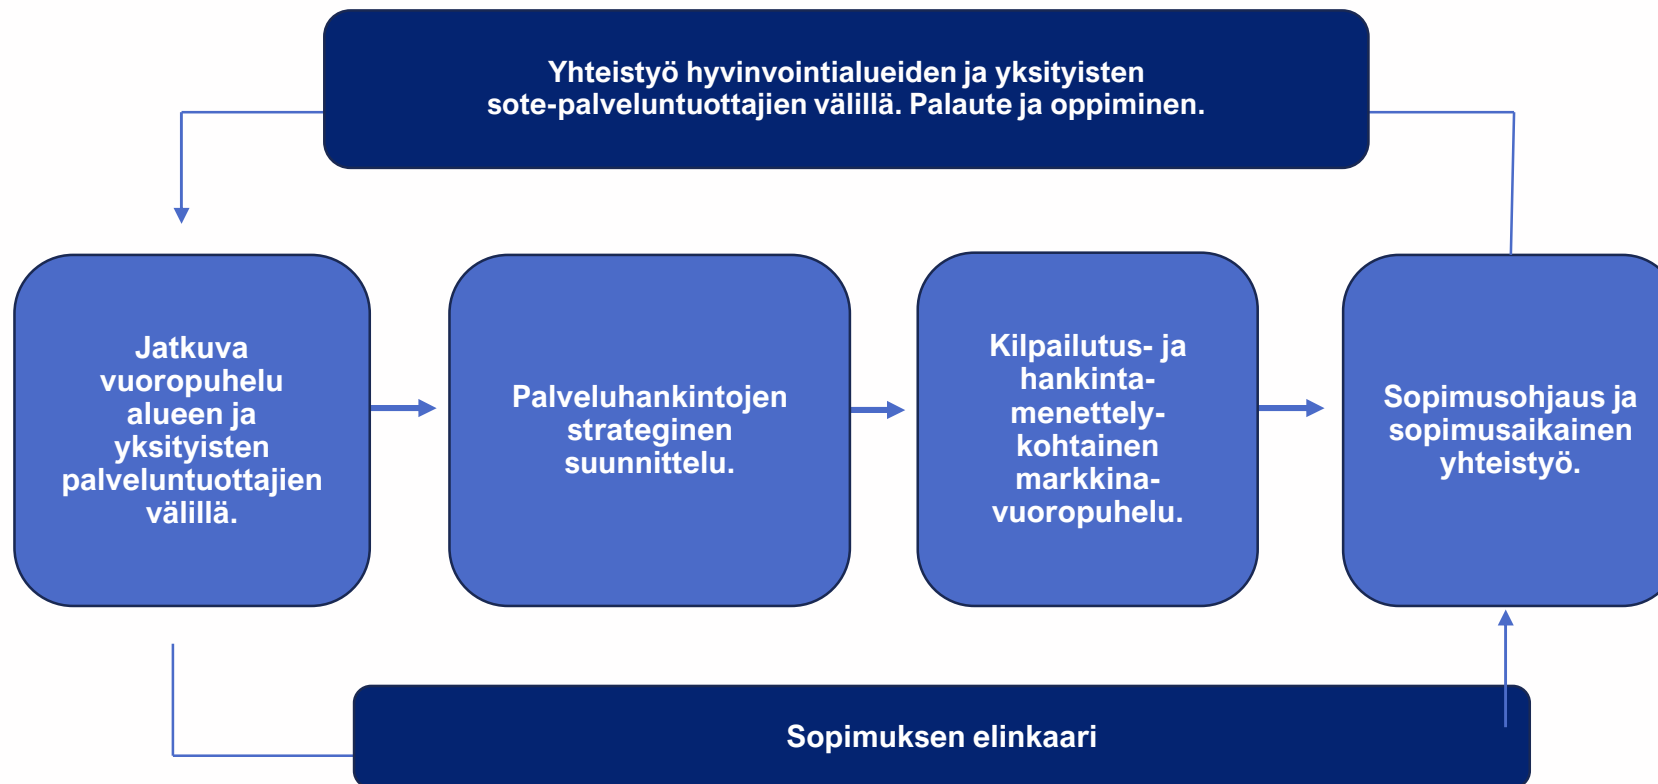 Yhteistyö hyvinvointialueiden ja yksityisten
sote-palveluntuottajien välillä. Palaute ja oppiminen.
Jatkuva
vuoropuhelu
alueen ja
yksityisten
palveluntuottajien
välillä.
Palveluhankintojen
strateginen
suunnittelu.
Kilpailutus- ja
hankinta-
menettely-
kohtainen
markkina-
vuoropuhelu.
Sopimusohjaus ja
sopimusaikainen
yhteistyö.
Sopimuksen elinkaari